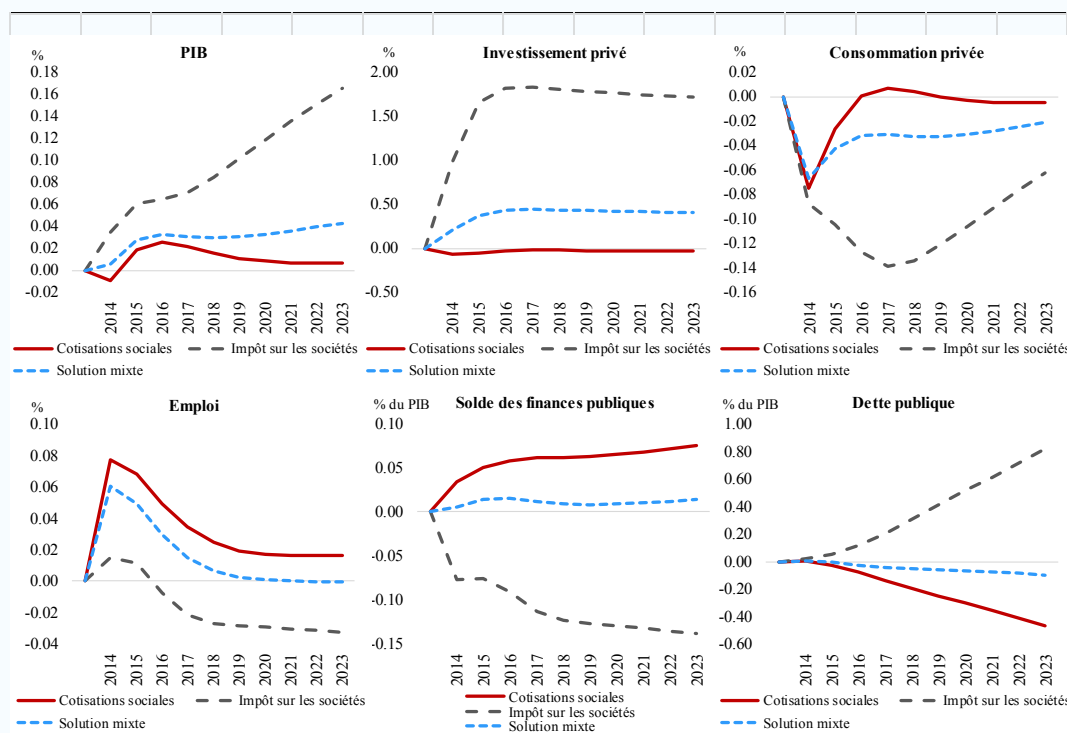 PIB
%
0.18
0.16
0.14
0.12
0.10
0.08
0.06
0.04
0.02
0.00
-0.02
2014 2015 2016 2017 2018 2019 2020 2021 2022 2023
Cotisations sociales Impôt sur les sociétés
Solution mixte
Investissement privé
%
2.00
1.50
1.00
0.50
0.00
-0.50
2014 2015 2016 2017 2018 2019 2020 2021 2022 2023
Cotisations sociales Impôt sur les sociétés
Solution mixte
Consommation privée
%
0.02
0.00
-0.02
-0.04
-0.06
-0.08
-0.10
-0.12
-0.14
-0.16
2014 2015 2016 2017 2018 2019 2020 2021 2022 2023
Cotisations sociales Impôt sur les sociétés
Solution mixte
Emploi
%
0.10
0.08
0.06
0.04
0.02
0.00
-0.02
-0.04
2014 2015 2016 2017 2018 2019 2020 2021 2022 2023
Cotisations sociales Impôt sur les sociétés
Solution mixte
Solde des finances publiques
% du PIB
0.10
0.05
0.00
-0.05
-0.10
-0.15
2014 2015 2016 2017 2018 2019 2020 2021 2022 2023
Cotisations sociales
Impôt sur les sociétés
Solution mixte
Dette publique
% du PIB
1.00
0.80
0.60
0.40
0.20
0.00
-0.20
-0.40
-0.60
2014 2015 2016 2017 2018 2019 2020 2021 2022 2023
Cotisations sociales Impôt sur les sociétés
Solution mixte